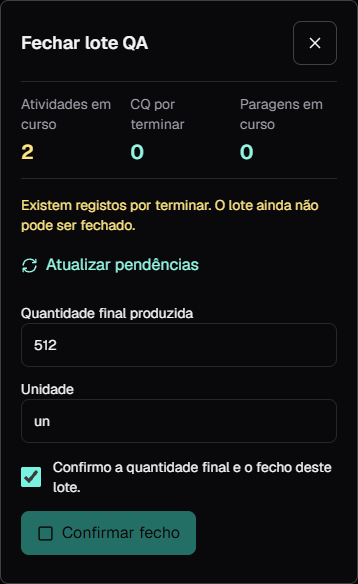 Fechar lote QA
Atividades em curso
2
CQ por terminar
0
Paragens em curso
0
Existem registos por terminar. O lote ainda não
pode ser fechado.
Atualizar pendências
Quantidade final produzida
512
Unidade
un
Confirmo a quantidade final e o fecho deste
lote.
Confirmar fecho